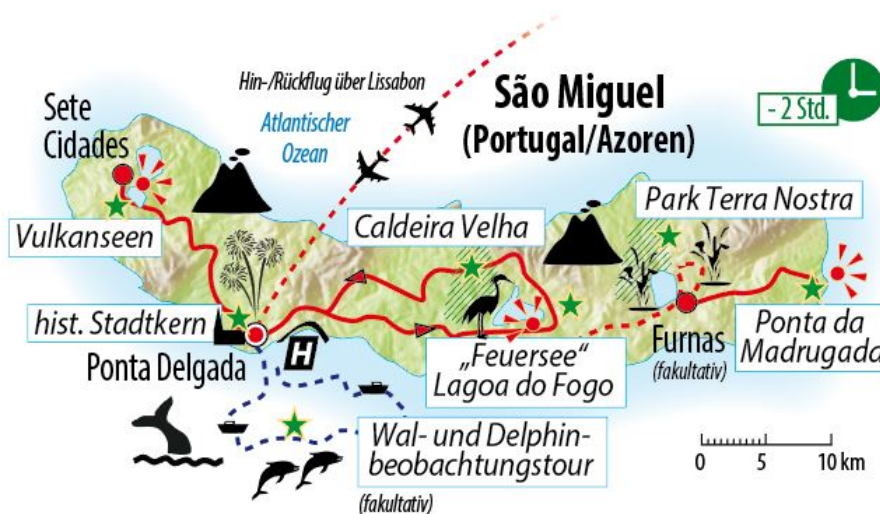 Hin-/Rückflug über Lissabon
São Miguel
(Portugal/Azoren)
- 2 Std.
Sete
Cidades
Atlantischer
Ozean
Vulkanseen
Caldeira Velha
Park Terra Nostra
hist. Stadtkern
Ponta Delgada
H
„Feuersee“
Lagoa do Fogo
Furnas
(fakultativ)
Ponta da
Madrugada
Wal- und Delphin-
beobachtungstour
(fakultativ)
0 5 10 km